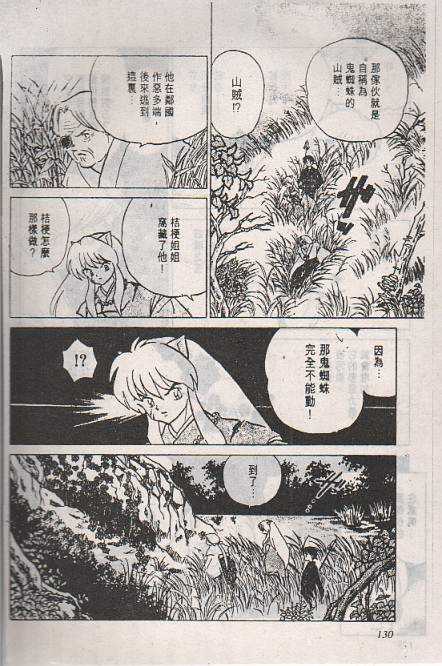 那傢伙就是
自稱為
鬼蜘蛛的
山賊…
山賊!?
他在鄰國
作惡多端，
後來逃到
這裏…
桔梗姐姐
窩藏了他！
桔梗怎麼
那樣做？
因為…
那鬼蜘蛛
完全不能動！
!?
到了…
130